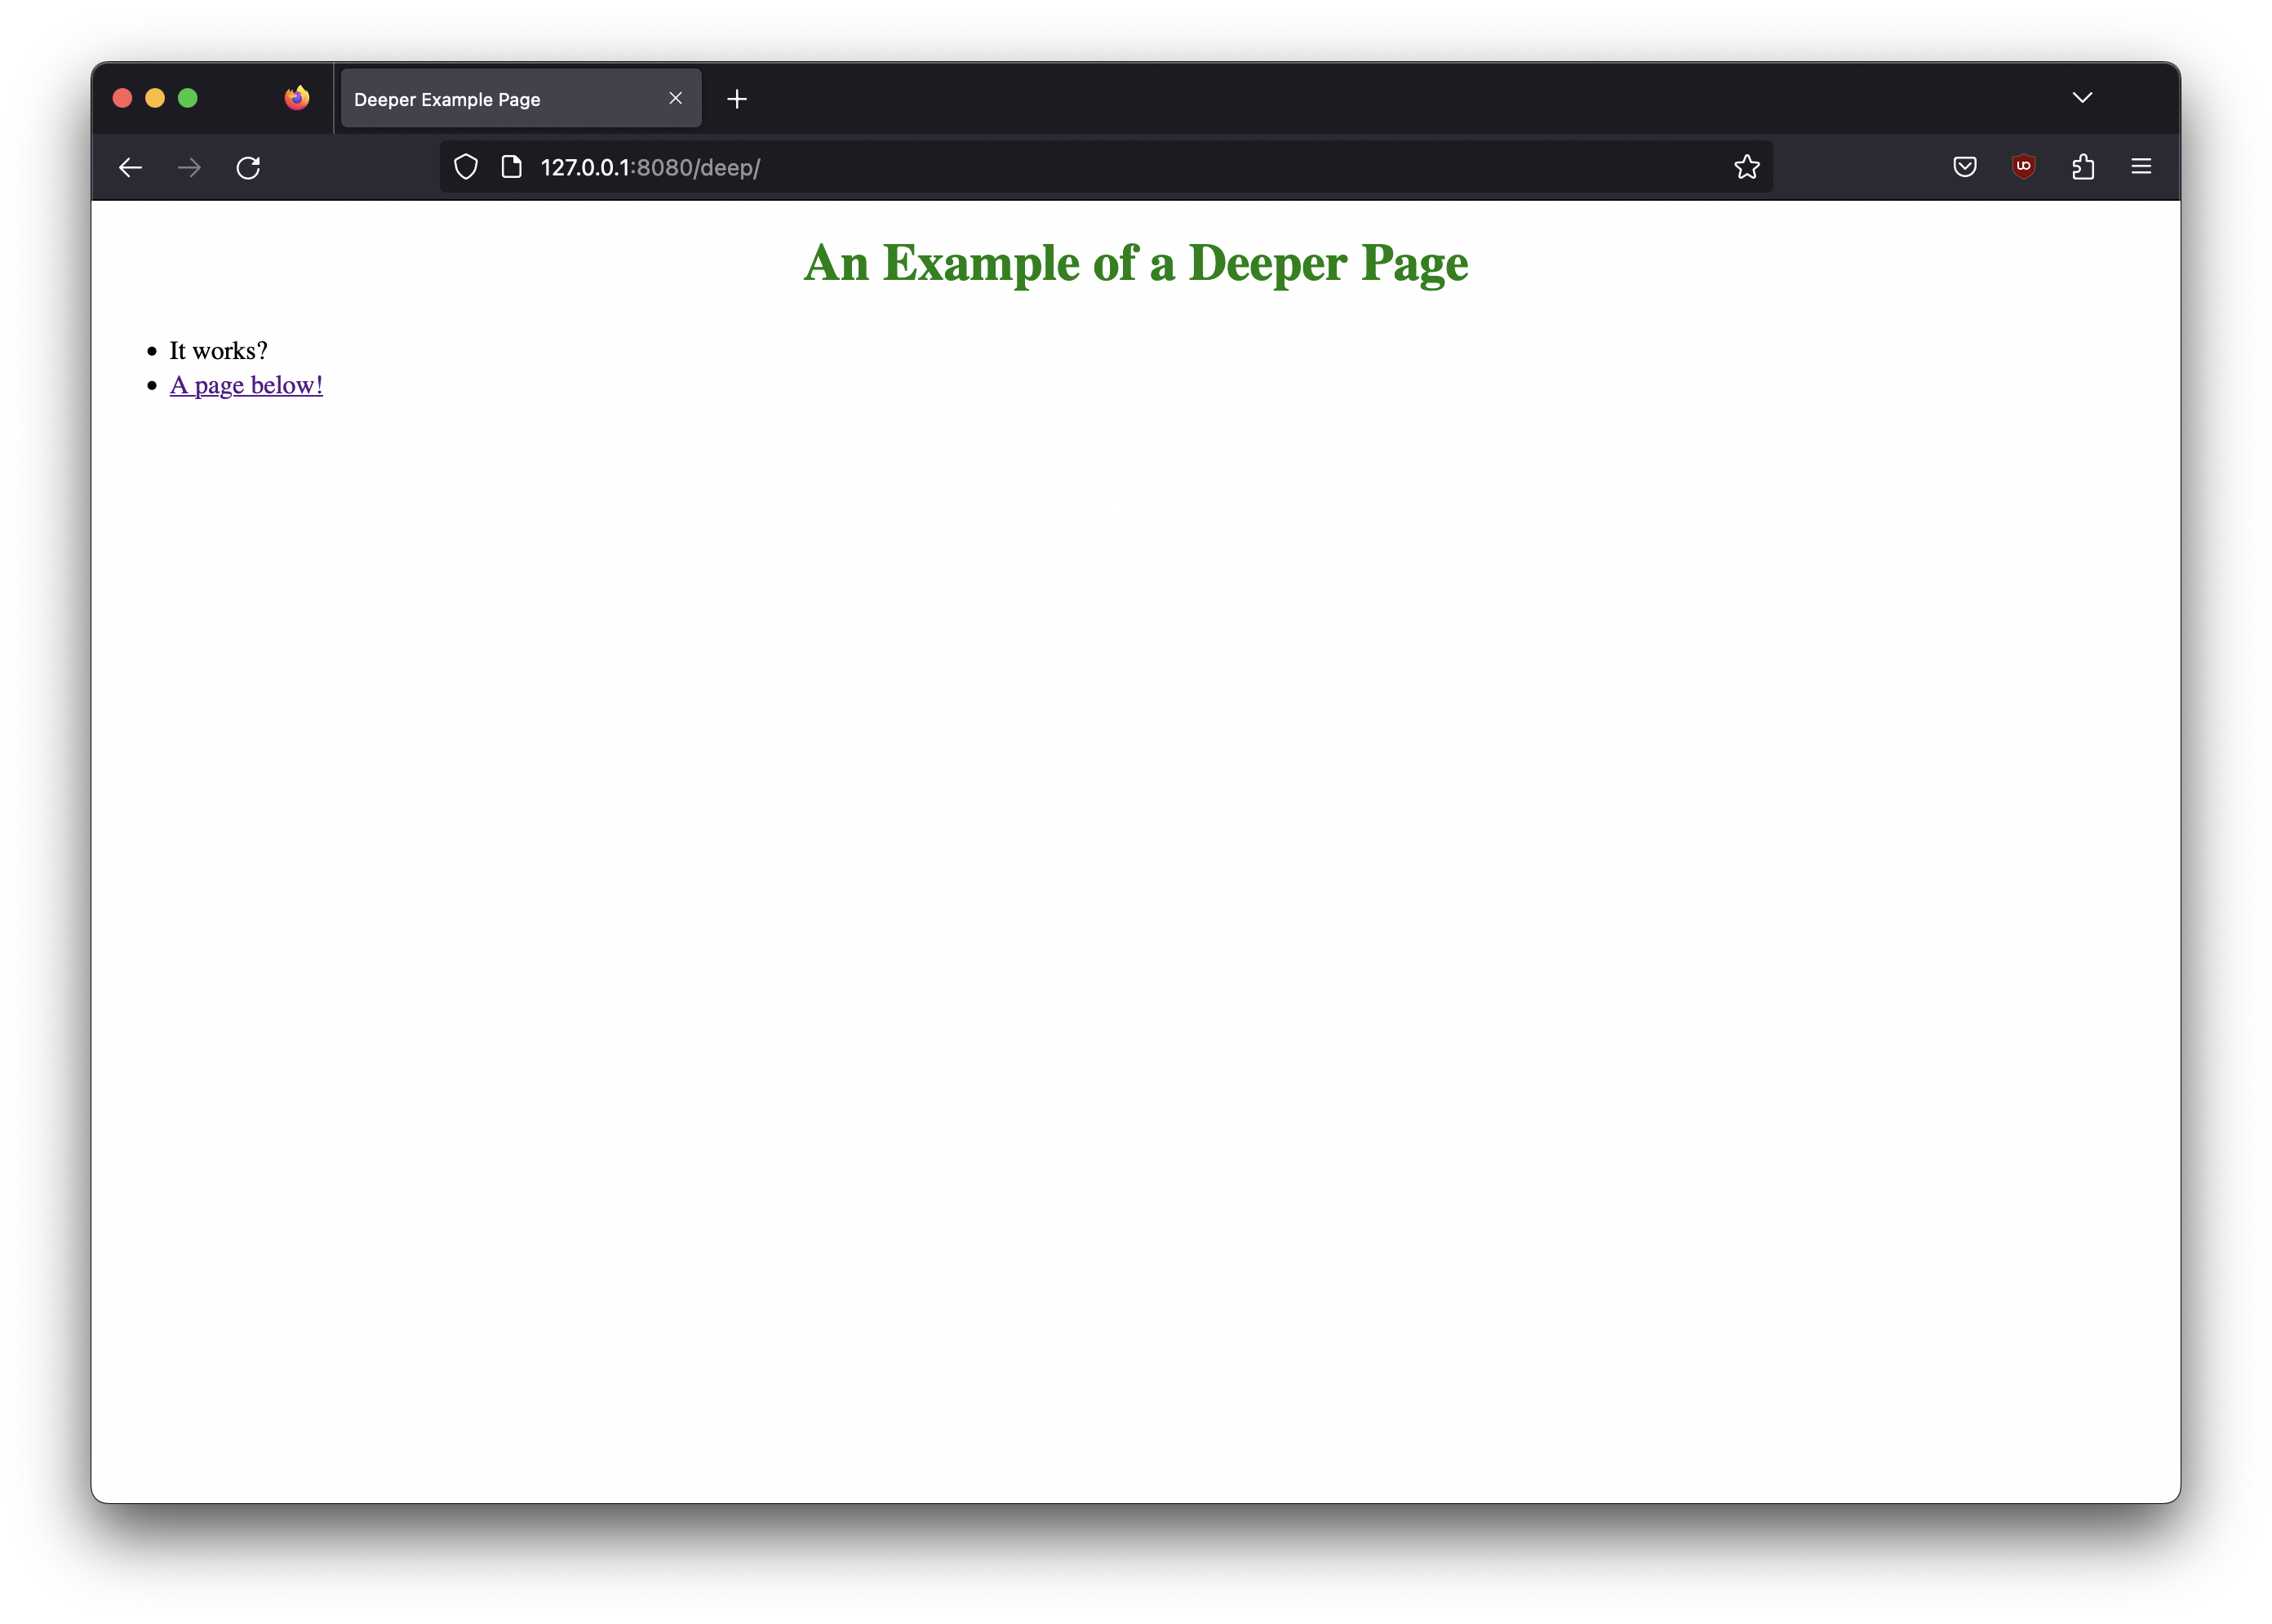 Deeper Example Page
127.0.0.1:8080/deep/
An Example of a Deeper Page
It works?
A page below!